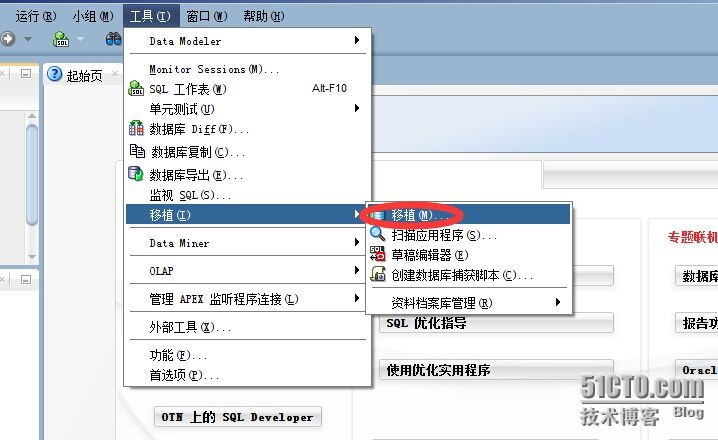 运行(R) 小组(M) 工具(I) 窗口(W) 帮助(H)
SQL
起始页
Data Modeler
Monitor Sessions(M)...
SQL 工作表(W) Alt-F10
单元测试(U)
数据库 Diff(F)...
数据库复制(C)...
数据库导出(E)...
监视 SQL(S)...
移植(I)
Data Miner
OLAP
管理 APEX 监听程序连接(L)
外部工具(X)...
功能(F)...
首选项(P)...
移植(M)...
扫描应用程序(S)...
草稿编辑器(E)
创建数据库捕获脚本(C)...
资料档案库管理(R)
专题联机
数据库
SQL 优化指导
报告功
使用优化实用程序
Oracl
OTN 上的 SQL Developer
51CTO.com
技术博客 Blog